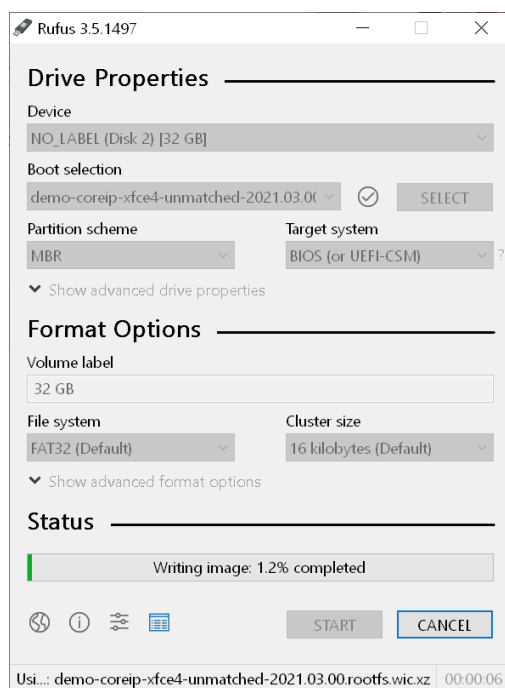 Rufus 3.5.1497
Drive Properties
Device
NO_LABEL (Disk 2) [32 GB]
Boot selection
demo-coreip-xfce4-unmatched-2021.03.0( SELECT
Partition scheme Target system
MBR BIOS (or UEFI-CSM) ?
Show advanced drive properties
Format Options
Volume label
32 GB
File system Cluster size
FAT32 (Default) 16 kilobytes (Default)
Show advanced format options
Status
Writing image: 1.2% completed
START CANCEL
Usi...: demo-coreip-xfce4-unmatched-2021.03.00.rootfs.wic.xz 00:00:06